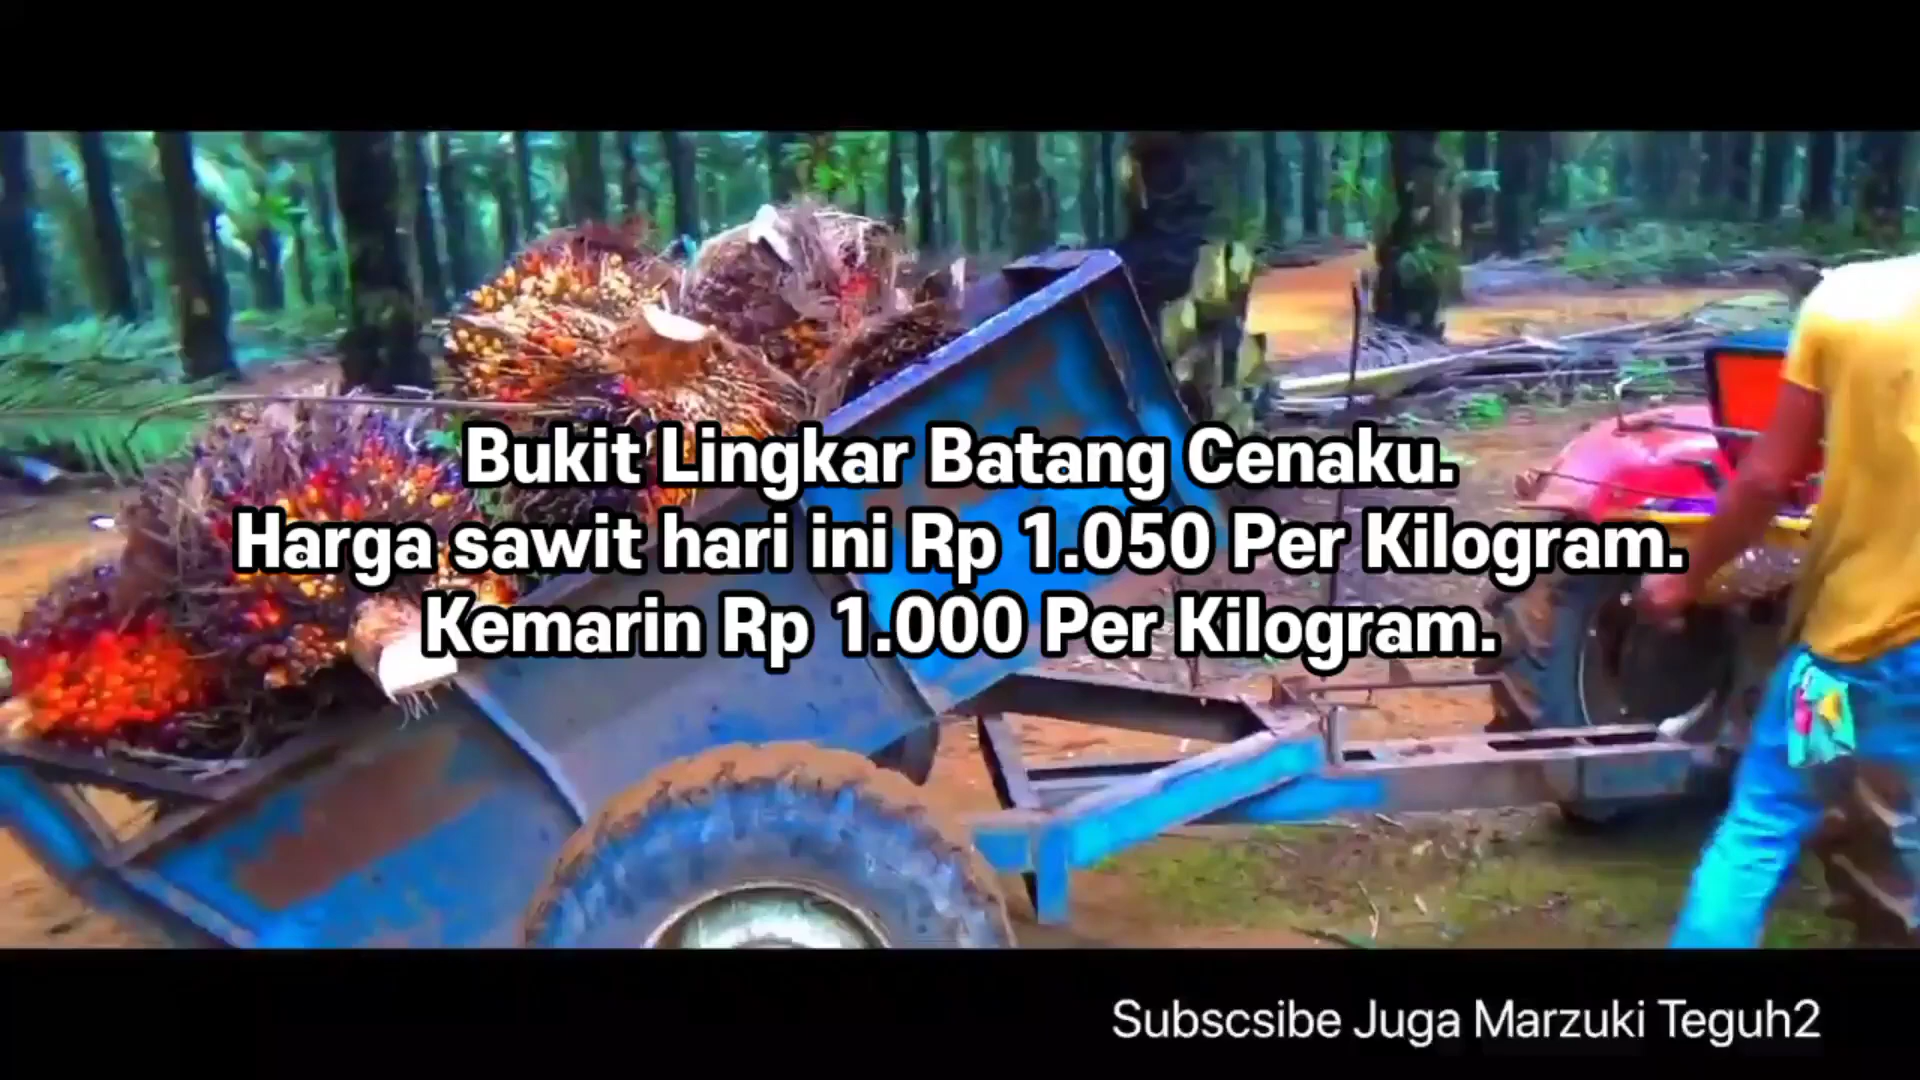 Bukit Lingkar Batang Cenaku.
Harga sawit hari ini Rp 1.050 Per Kilogram.
Kemarin Rp 1.000 Per Kilogram.
Subscsibe Juga Marzuki Teguh2